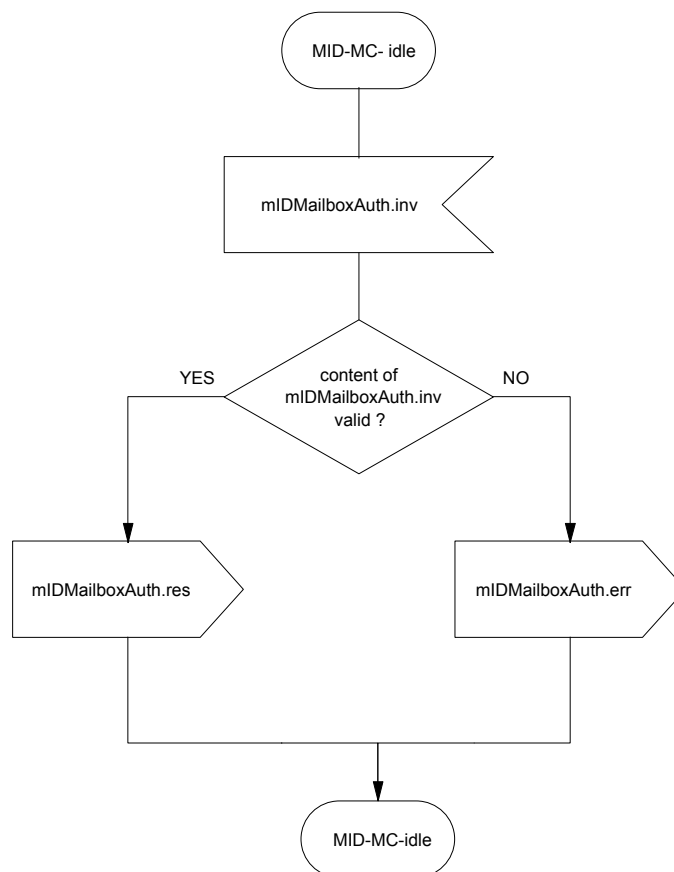 MID-MC- idle
mIDMailboxAuth.inv
YES
content of
mIDMailboxAuth.inv
valid ?
NO
mIDMailboxAuth.res
mIDMailboxAuth.err
MID-MC-idle